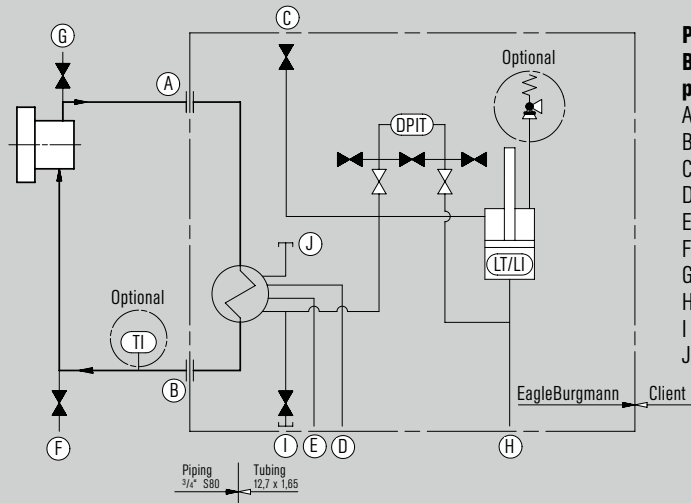 G
C
P
Optional
B
A
p
DPIT
A
B
C
D
J
E
LT/LI
F
Optional
G
H
TI
I
J
B
EagleBurgmann
Client
F
I
E
D
H
Piping
Tubing
3/4" S80
12,7 x 1,65